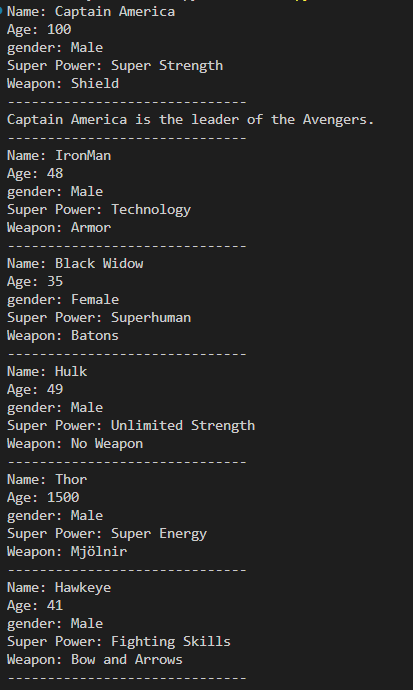 Name: Captain America
Age: 100
gender: Male
Super Power: Super Strength
Weapon: Shield
------------------------------
Captain America is the leader of the Avengers.
------------------------------
Name: IronMan
Age: 48
gender: Male
Super Power: Technology
Weapon: Armor
------------------------------
Name: Black Widow
Age: 35
gender: Female
Super Power: Superhuman
Weapon: Batons
------------------------------
Name: Hulk
Age: 49
gender: Male
Super Power: Unlimited Strength
Weapon: No Weapon
------------------------------
Name: Thor
Age: 1500
gender: Male
Super Power: Super Energy
Weapon: Mjölnir
------------------------------
Name: Hawkeye
Age: 41
gender: Male
Super Power: Fighting Skills
Weapon: Bow and Arrows
------------------------------